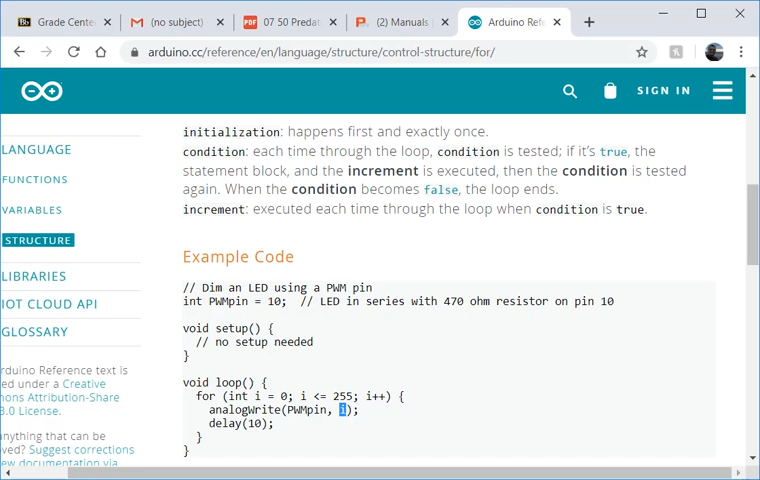 Grade Center
(no subject)
07 50 Predat
(2) Manuals |
Arduino Refe
arduino.cc/reference/en/language/structure/control-structure/for/
SIGN IN
LANGUAGE
FUNCTIONS
VARIABLES
STRUCTURE
LIBRARIES
IOT CLOUD API
GLOSSARY
rduino Reference text is
ed under a Creative
mons Attribution-Share
3.0 License.
anything that can be
oved? Suggest corrections
ew documentation via
initialization: happens first and exactly once.
condition: each time through the loop, condition is tested; if it's true, the
statement block, and the increment is executed, then the condition is tested
again. When the condition becomes false, the loop ends.
increment: executed each time through the loop when condition is true.
Example Code
// Dim an LED using a PWM pin
int PWMpin = 10;  // LED in series with 470 ohm resistor on pin 10
void setup() {
// no setup needed
}
void loop() {
for (int i = 0; i <= 255; i++) {
analogWrite(PWMpin, i);
delay(10);
}
}